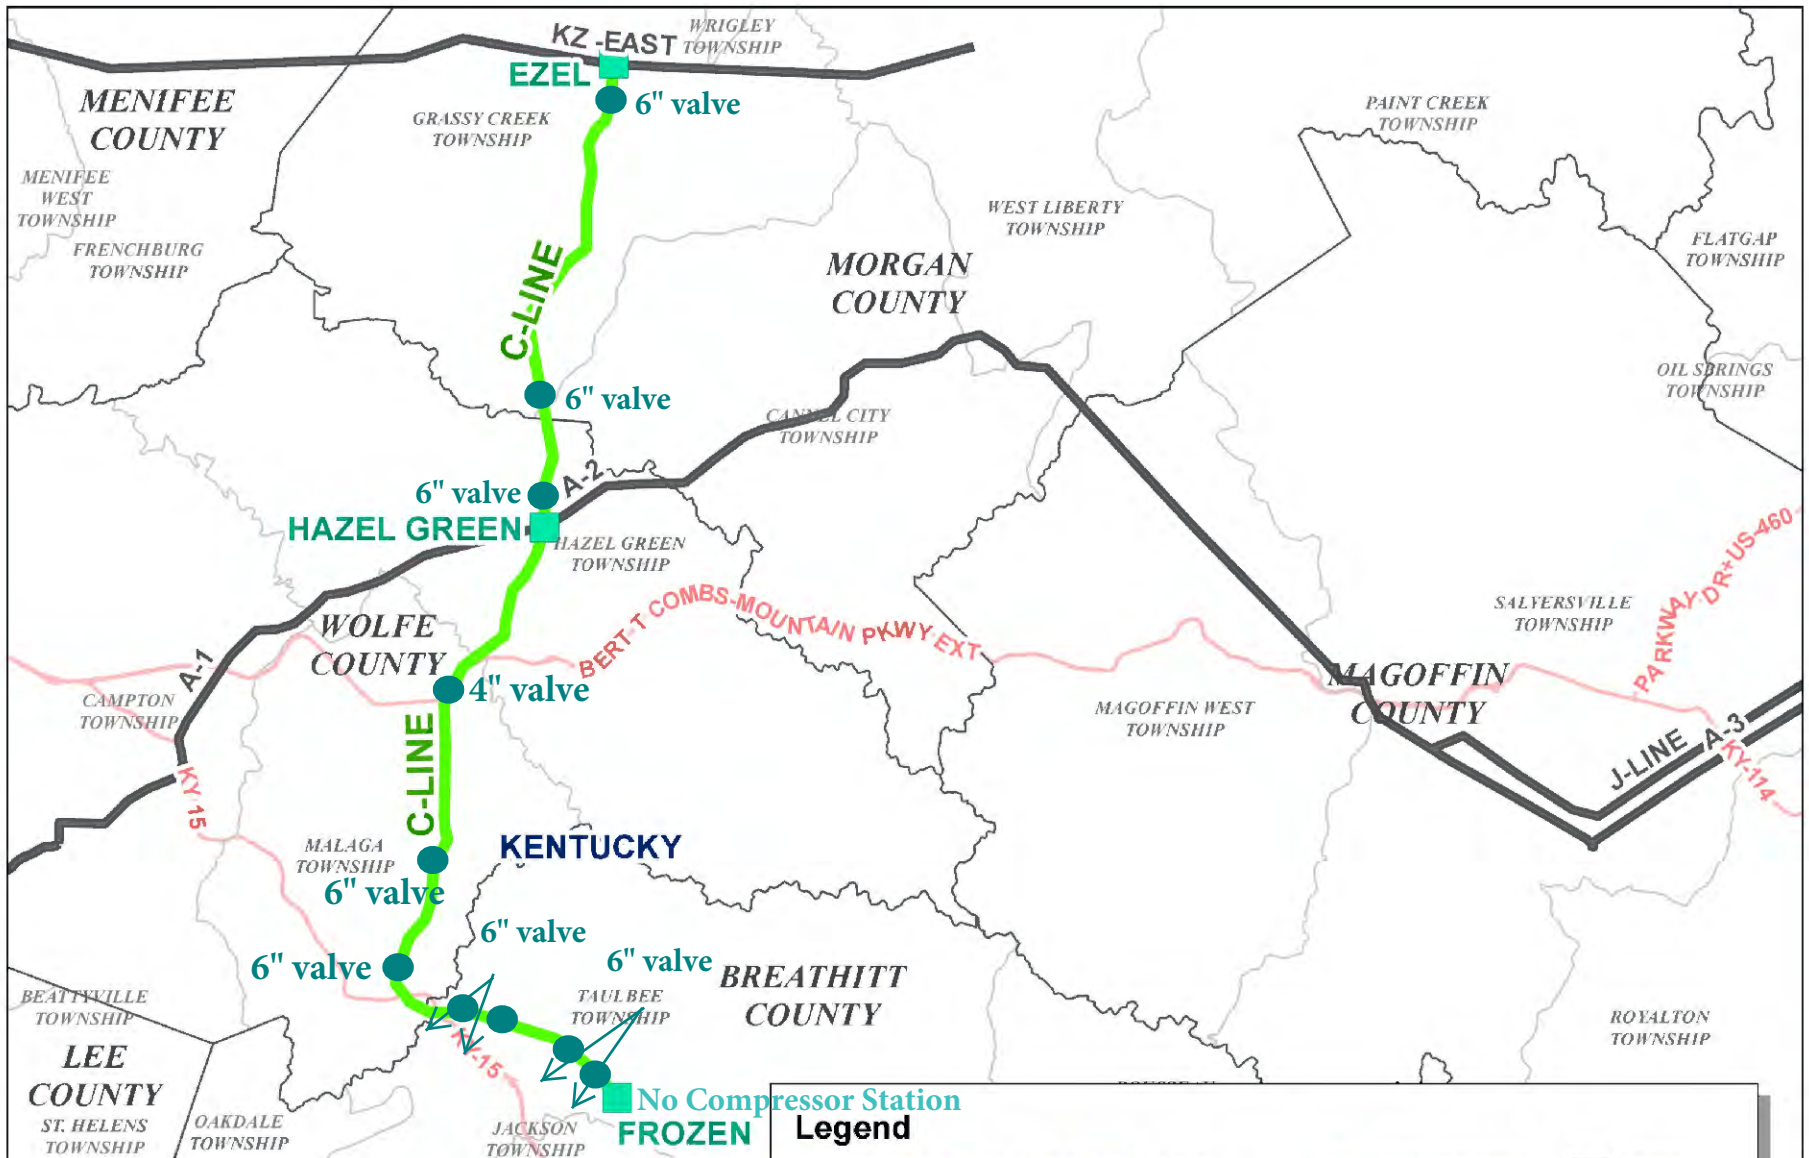 KZ-EAST
WRIGLEY
TOWNSHIP
EZEL
6" valve
MENIFEE
COUNTY
GRASSY CREEK
TOWNSHIP
PAINT CREEK
TOWNSHIP
MENIFEE
WEST
TOWNSHIP
FRENCHBURG
TOWNSHIP
WEST LIBERTY
TOWNSHIP
FLATGAP
TOWNSHIP
C-LINE
MORGAN
COUNTY
6" valve
CANNEL CITY
TOWNSHIP
OIL SPRINGS
TOWNSHIP
6" valve
A-2
HAZEL GREEN
HAZEL GREEN
TOWNSHIP
PARKWAY DR+US-460
BERT T COMBS-MOUNTAIN PKWY EXT
WOLFE
COUNTY
SALYERSVILLE
TOWNSHIP
A-1
4" valve
CAMPTON
TOWNSHIP
MAGOFFIN
COUNTY
MAGOFFIN WEST
TOWNSHIP
C-LINE
J-LINE
A-3
KY-114
KY 15
MALAGA
TOWNSHIP
KENTUCKY
6" valve
6" valve
6" valve
6" valve
BREATHITT
COUNTY
BEATTYVILLE
TOWNSHIP
TAULBEE
TOWNSHIP
ROYALTON
TOWNSHIP
KY-15
LEE
COUNTY
ST. HELENS
TOWNSHIP
OAKDALE
TOWNSHIP
No Compressor Station
FROZEN
JACKSON
TOWNSHIP
Legend